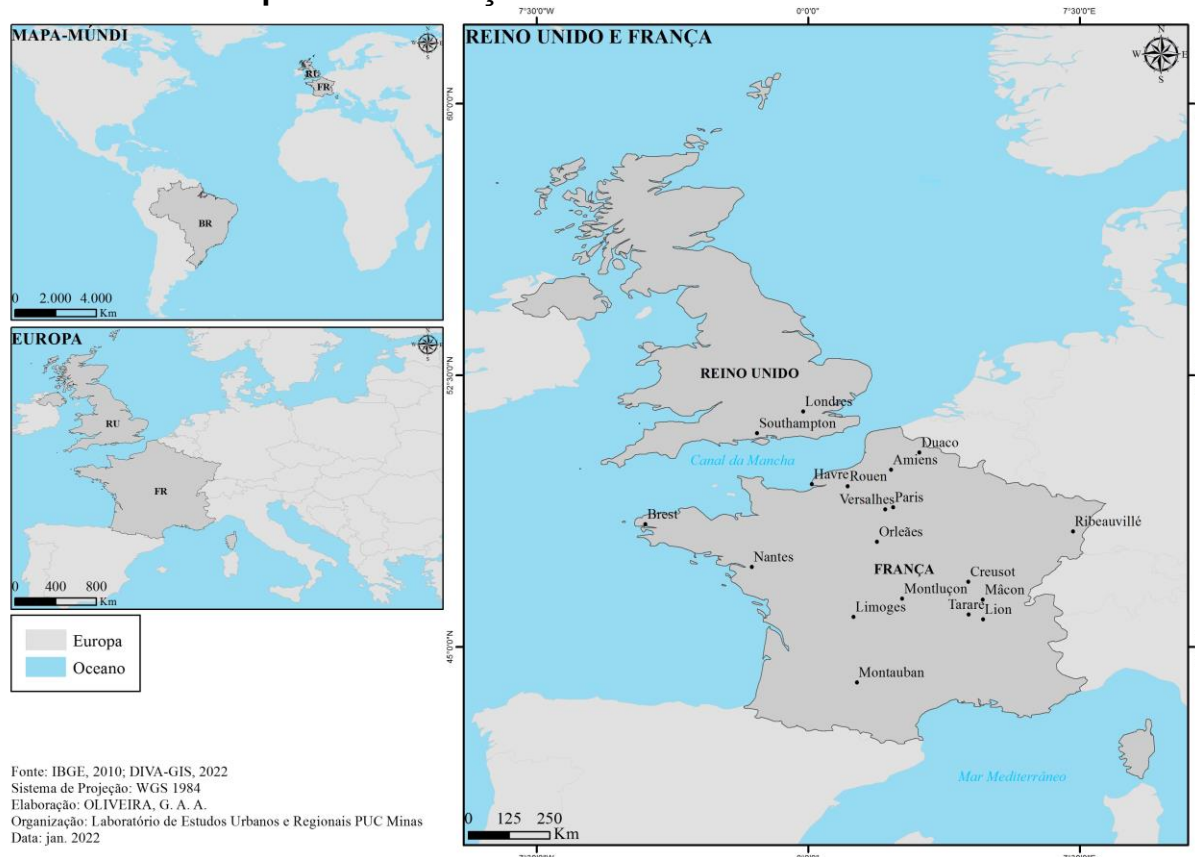 MAPA-MÚNDI
N
W
E
S
RU
FR
BR
0 2.000 4.000
Km
EUROPA
RU
FR
0 400 800
Km
Europa
Oceano
Fonte: IBGE, 2010; DIVA-GIS, 2022
Sistema de Projeção: WGS 1984
Elaboração: OLIVEIRA, G. A. A.
Organização: Laboratório de Estudos Urbanos e Regionais PUC Minas
Data: jan. 2022
7°30'0"W 0°0'0" 7°30'0"E
REINO UNIDO E FRANÇA
N
W E
S
60°0'0"N
52°30'0"N
45°0'0"N
REINO UNIDO
Londres
Southampton
Canal da Mancha
Duaco
Amiens
Havre Rouen
Versalhes Paris
Brest
Ribeauvillé
Orleães
Nantes
FRANÇA
Creusot
Montluçon
Mâcon
Limoges
Tarare
Lion
Montauban
Mar Mediterrâneo
0 125 250
Km